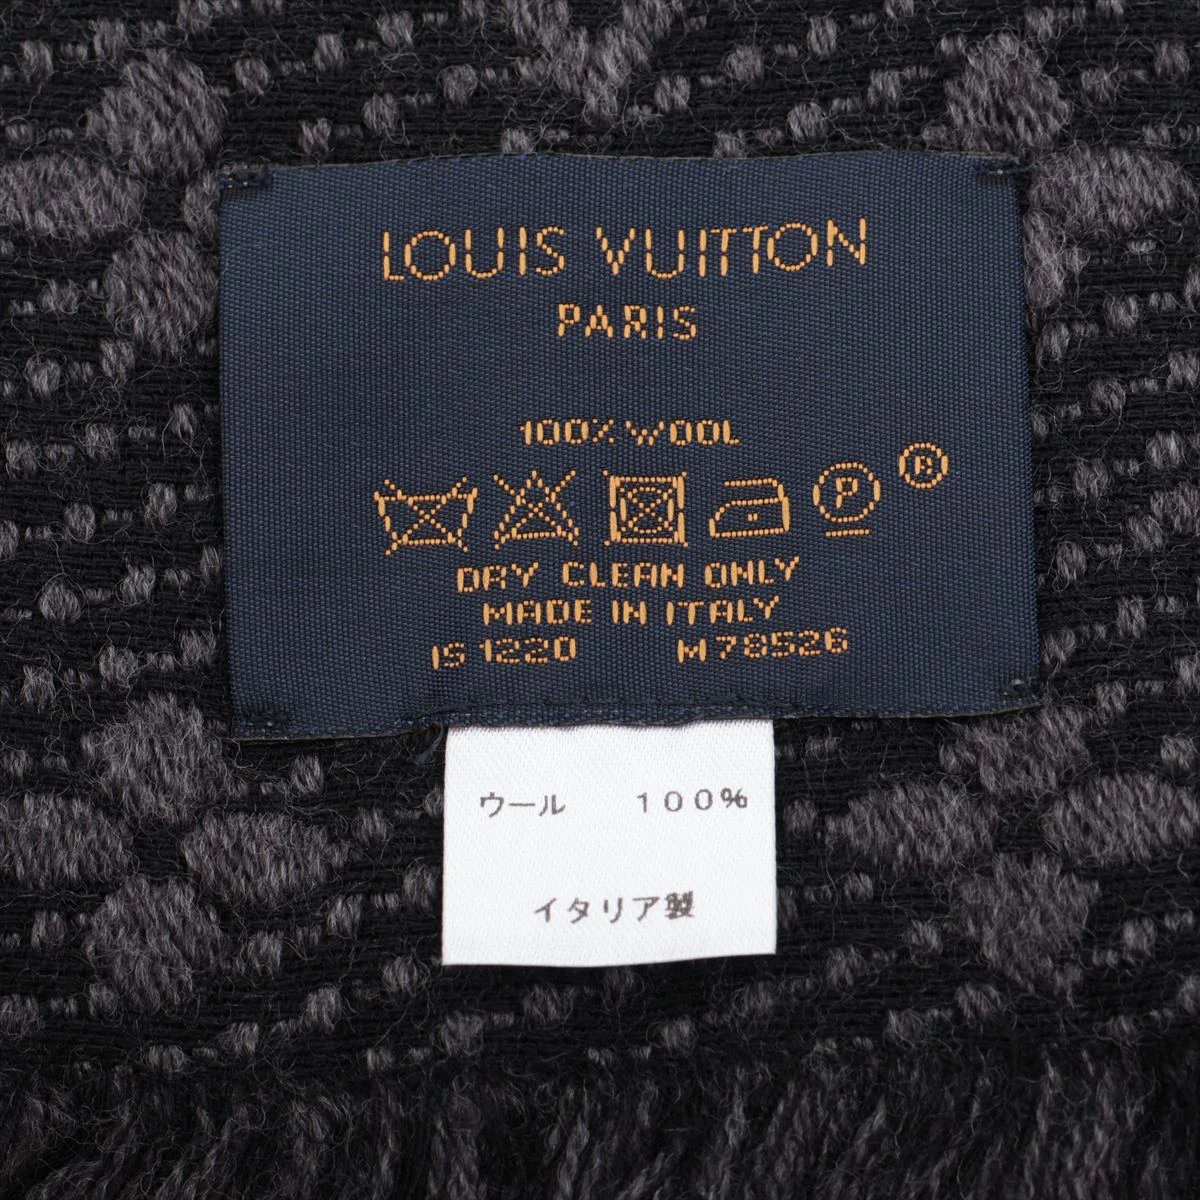 LOUIS VUITTON
PARIS
100% WOOL
P ®
DRY CLEAN ONLY
MADE IN ITALY
IS 1220 M78526
ウール 100%
イタリア製